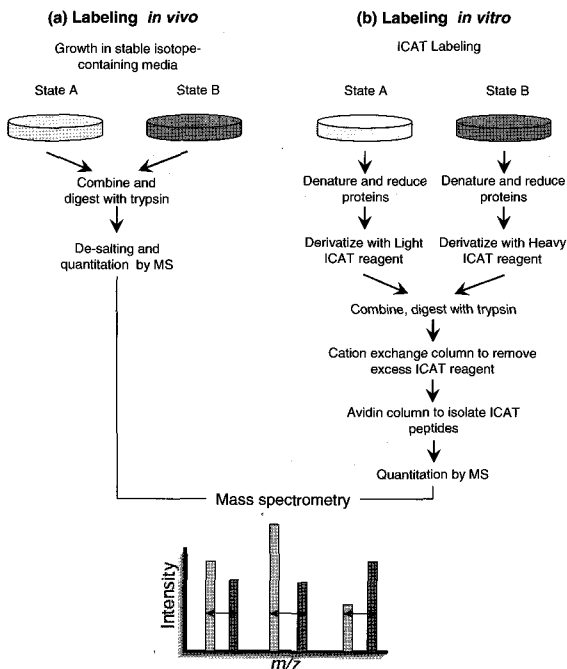 (a) Labeling in vivo
Growth in stable isotope-
containing media
State A
State B
Combine and
digest with trypsin
De-salting and
quantitation by MS
(b) Labeling in vitro
ICAT Labeling
State A
State B
Denature and reduce
proteins
Denature and reduce
proteins
Derivatize with Light
ICAT reagent
Derivatize with Heavy
ICAT reagent
Combine, digest with trypsin
Cation exchange column to remove
excess ICAT reagent
Avidin column to isolate ICAT
peptides
Quantitation by MS
Mass spectrometry
Intensity
m/z